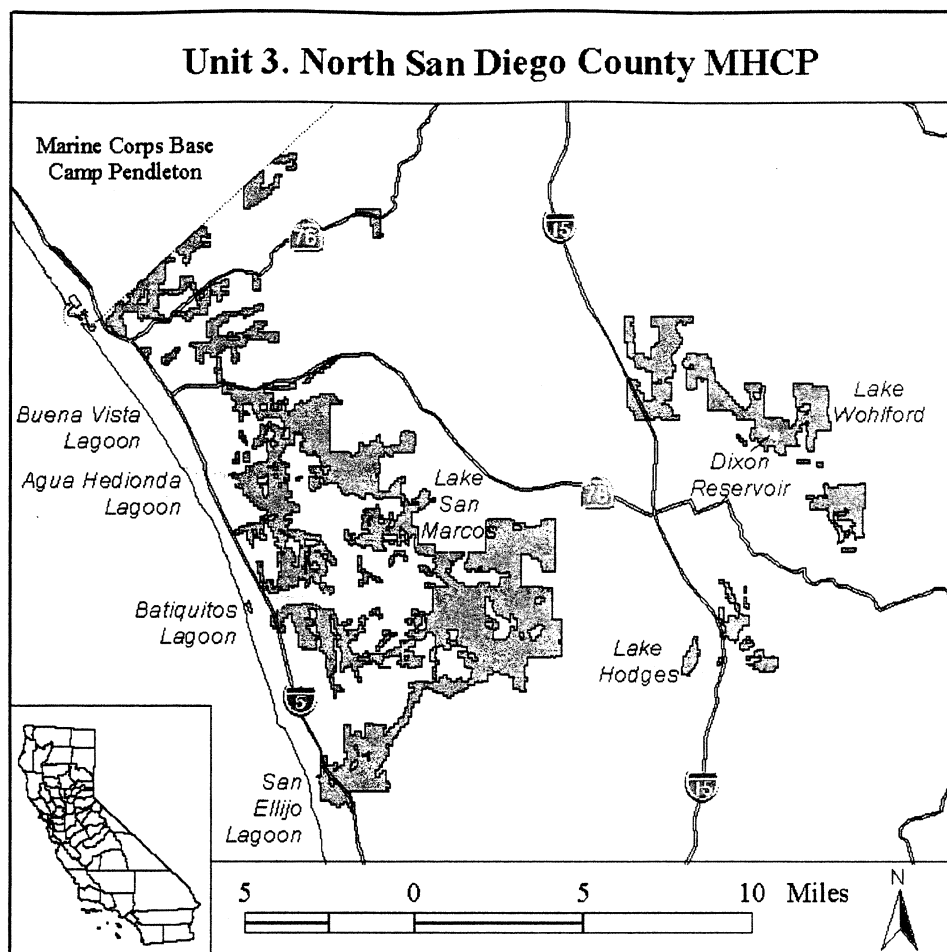 Unit 3. North San Diego County MHCP
Marine Corps Base
Camp Pendleton
76
15
Buena Vista
Lagoon
Agua Hedionda
Lagoon
Lake
San
Marcos
Lake
Wohlford
Dixon
Reservoir
78
Batiquitos
Lagoon
Lake
Hodges
5
15
San
Ellijo
Lagoon
5 0 5 10 Miles
N